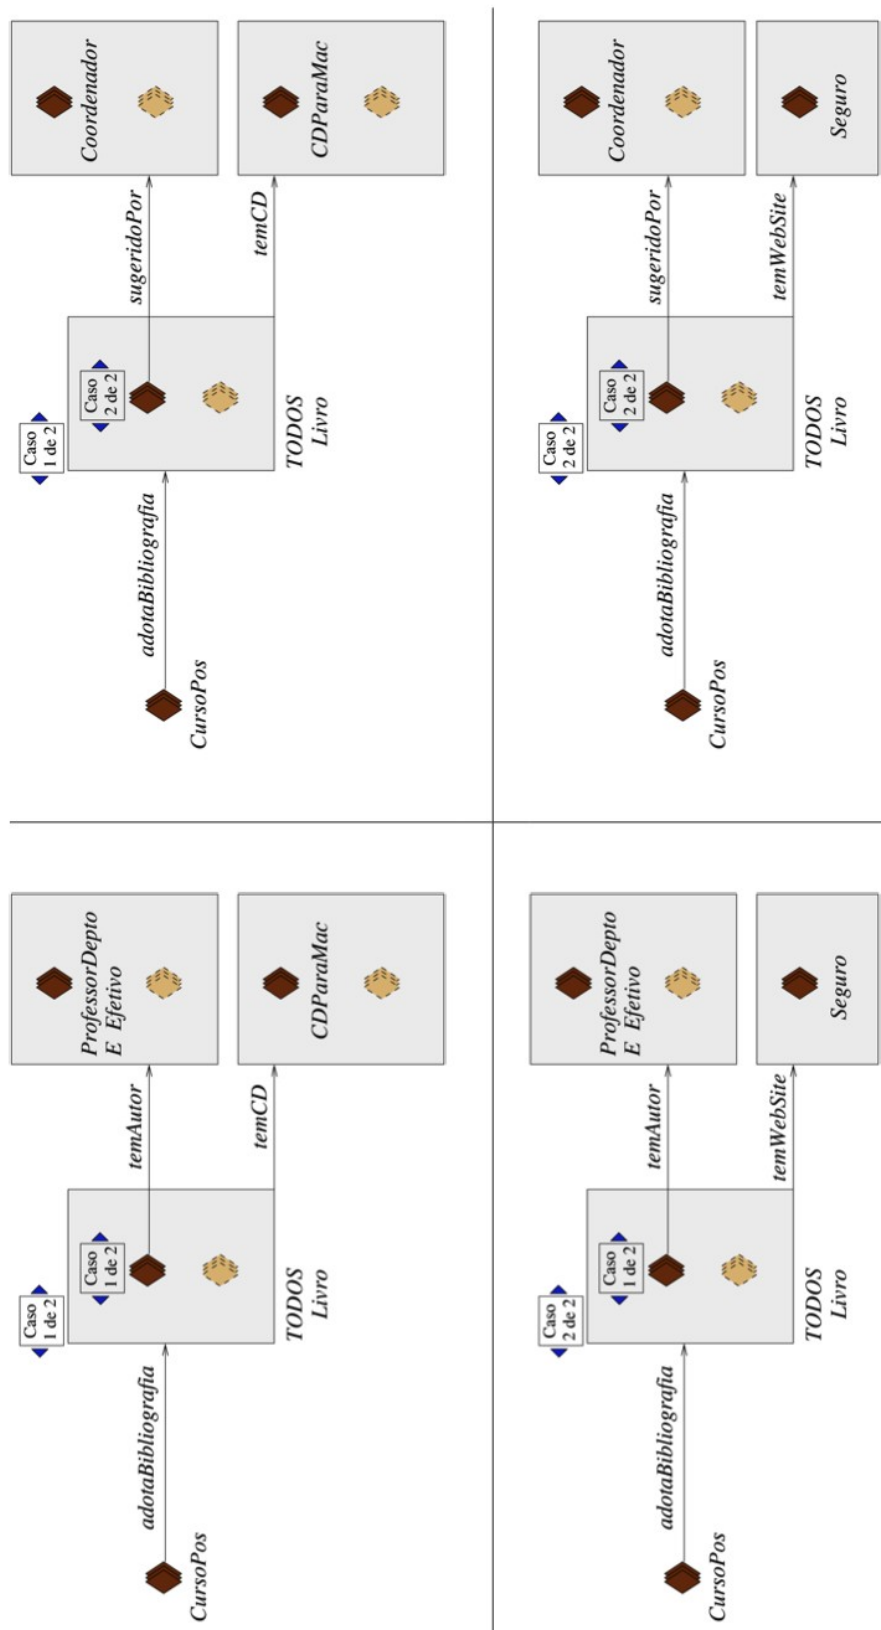 Caso
1 de 2
Caso
1 de 2
CursoPos
adotaBibliografia
TODOS
Livro
temAutor
ProfessorDepto
E Efetivo
temCD
CDParaMac
Caso
1 de 2
Caso
2 de 2
CursoPos
adotaBibliografia
TODOS
Livro
sugeridoPor
Coordenador
temCD
CDParaMac
Caso
2 de 2
Caso
1 de 2
CursoPos
adotaBibliografia
TODOS
Livro
temAutor
ProfessorDepto
E Efetivo
temWebSite
Seguro
Caso
2 de 2
Caso
2 de 2
CursoPos
adotaBibliografia
TODOS
Livro
sugeridoPor
Coordenador
temWebSite
Seguro